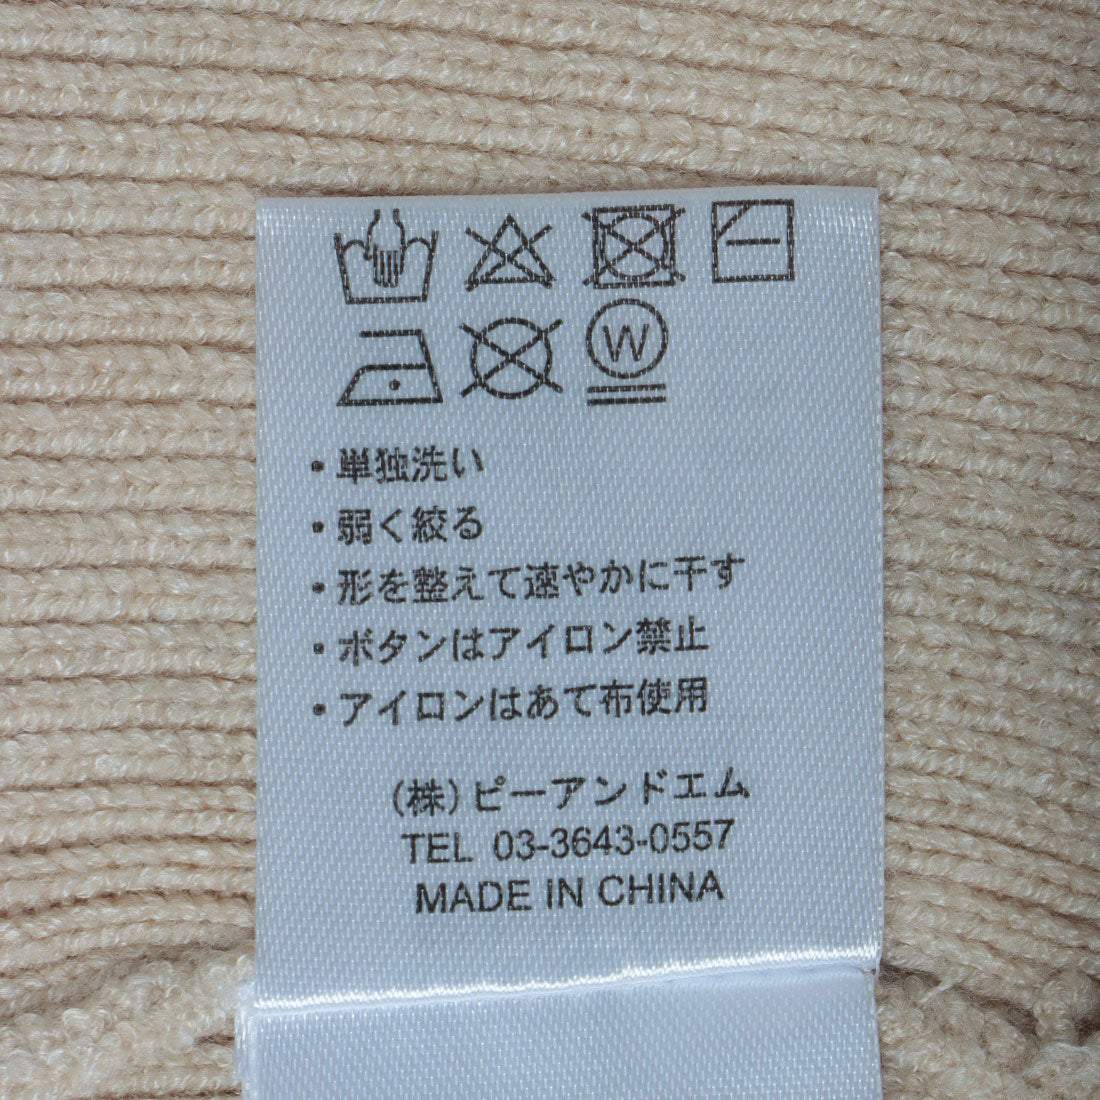 W
・単独洗い
・弱く絞る
・形を整えて速やかに干す
・ボタンはアイロン禁止
・アイロンはあて布使用
(株)ピーアンドエム
TEL 03-3643-0557
MADE IN CHINA